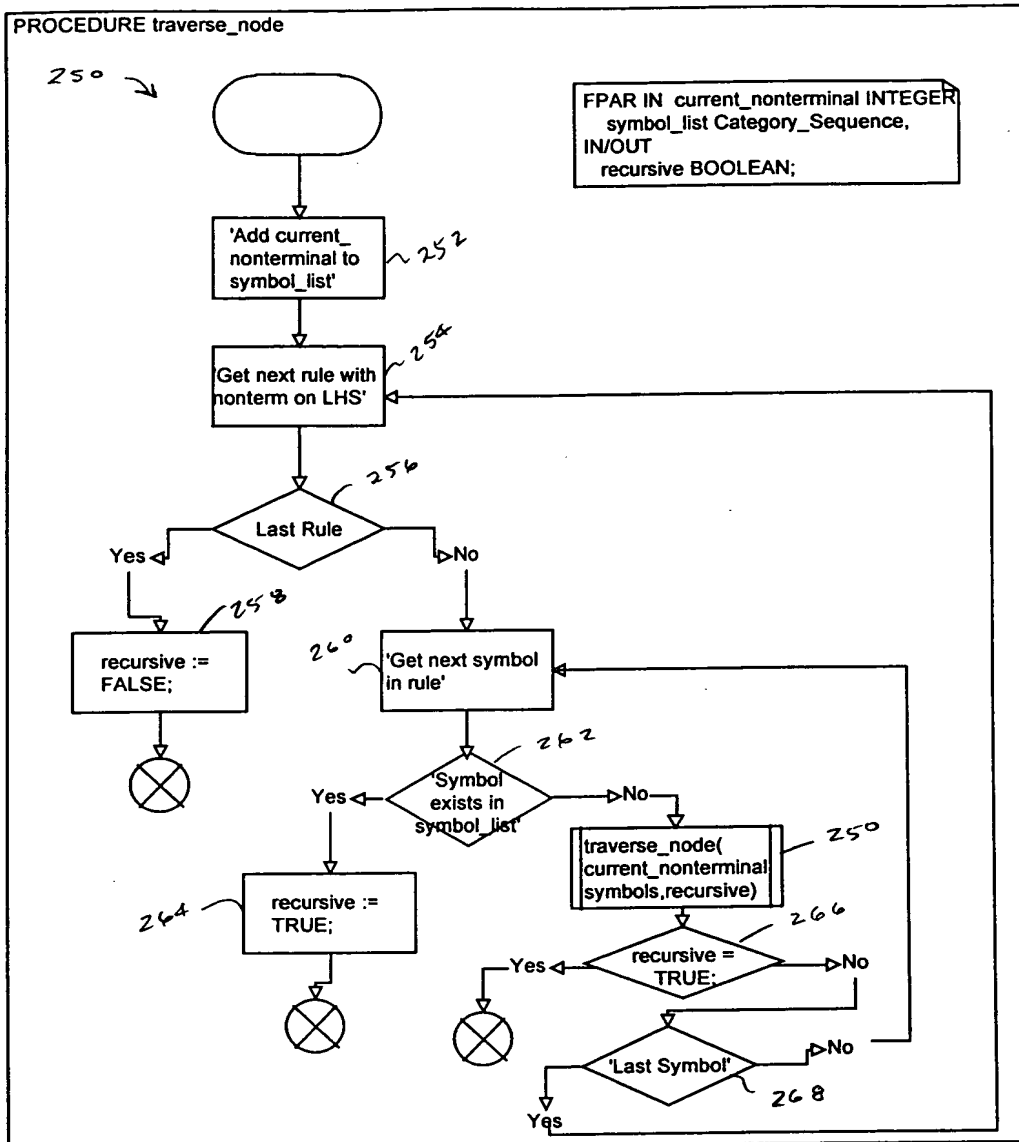 PROCEDURE traverse_node
250
FPAR IN current_nonterminal INTEGER
symbol_list Category_Sequence,
IN/OUT
recursive BOOLEAN;
'Add current_
nonterminal to
symbol_list'
252
254
'Get next rule with
nonterm on LHS'
256
Last Rule
Yes
No
258
recursive :=
FALSE;
260
'Get next symbol
in rule'
262
'Symbol
exists in
symbol_list'
Yes
No
250
traverse_node(
current_nonterminal
symbols,recursive)
264
recursive :=
TRUE;
266
recursive =
TRUE;
Yes
No
'Last Symbol'
No
268
Yes